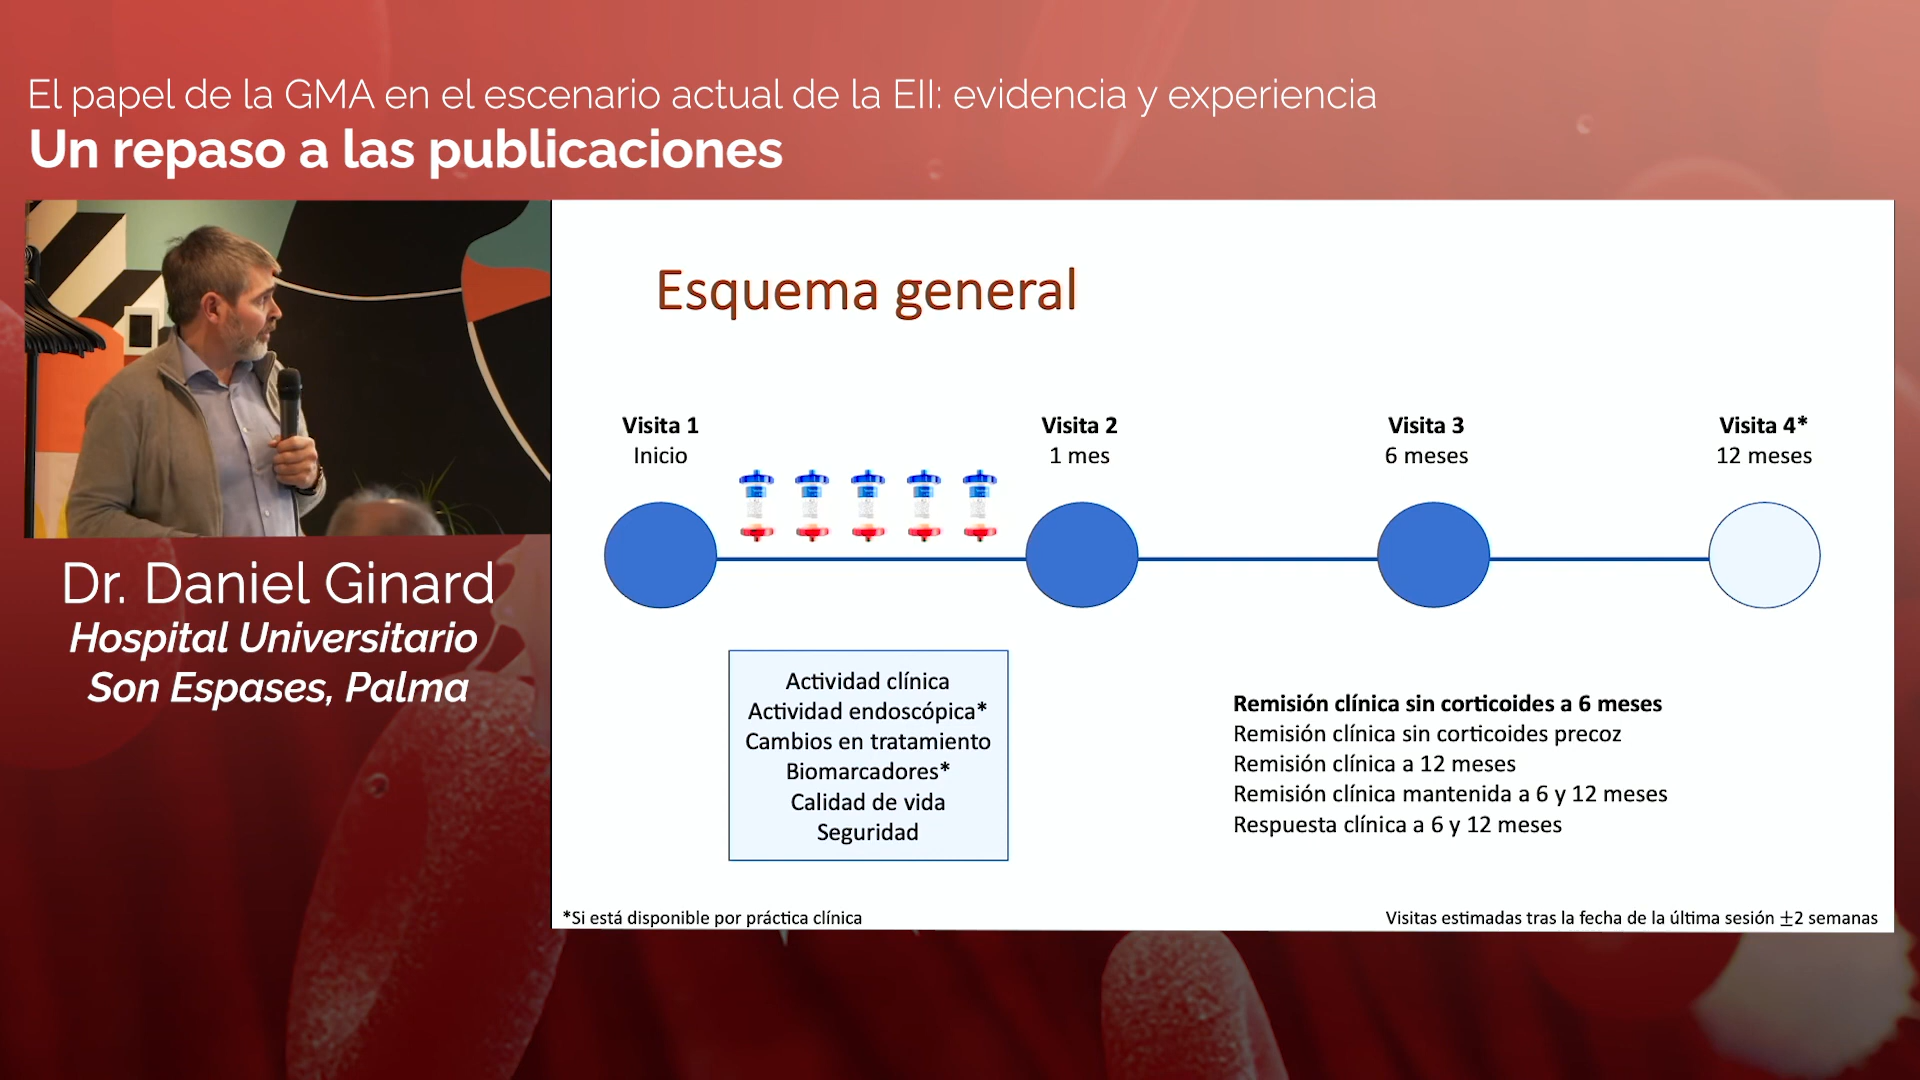 El papel de la GMA en el escenario actual de la EII: evidencia y experiencia
Un repaso a las publicaciones
Dr. Daniel Ginard
Hospital Universitario
Son Espases, Palma
Esquema general
Visita 1
Inicio
Visita 2
1 mes
Visita 3
6 meses
Visita 4*
12 meses
Actividad clínica
Actividad endoscópica*
Cambios en tratamiento
Biomarcadores*
Calidad de vida
Seguridad
Remisión clínica sin corticoides a 6 meses
Remisión clínica sin corticoides precoz
Remisión clínica a 12 meses
Remisión clínica mantenida a 6 y 12 meses
Respuesta clínica a 6 y 12 meses
*Si está disponible por práctica clínica
Visitas estimadas tras la fecha de la última sesión ±2 semanas